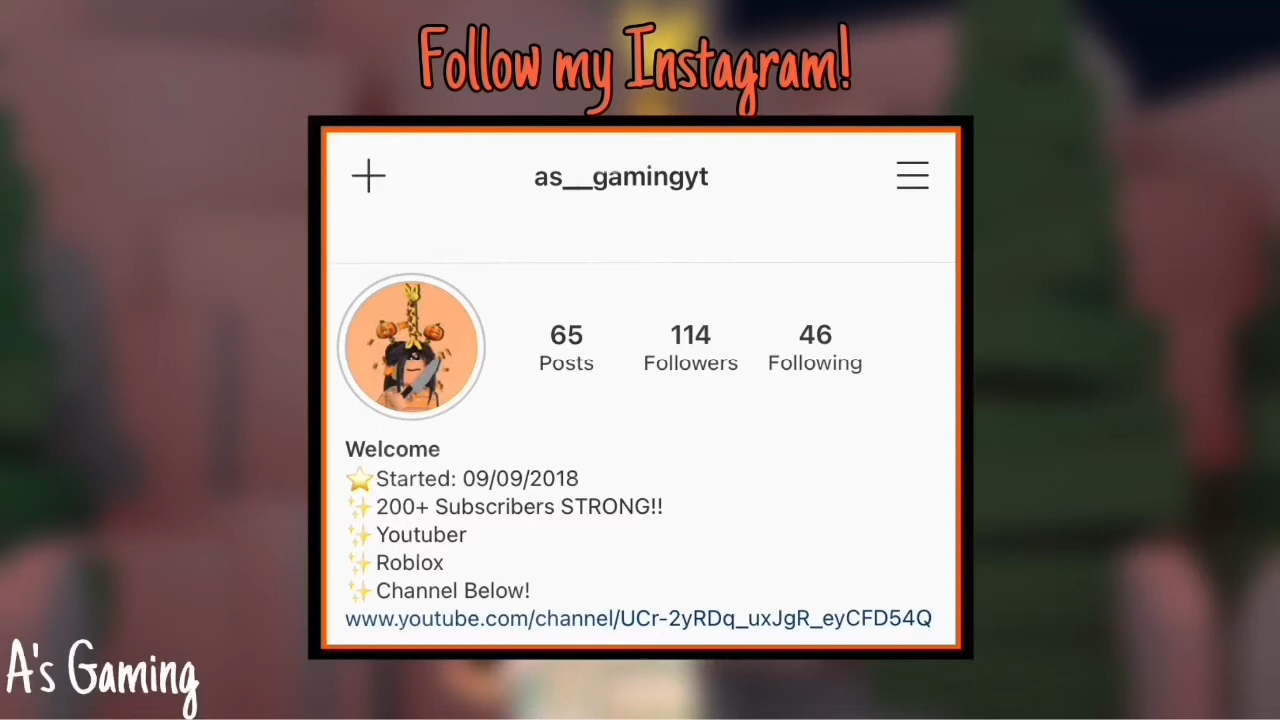 Follow my Instagram!
as__gamingyt
65 114 46
Posts Followers Following
Welcome
⭐Started: 09/09/2018
✨200+ Subscribers STRONG!!
✨Youtuber
✨Roblox
✨Channel Below!
www.youtube.com/channel/UCr-2yRDq_uxJgR_eyCFD54Q
A's Gaming